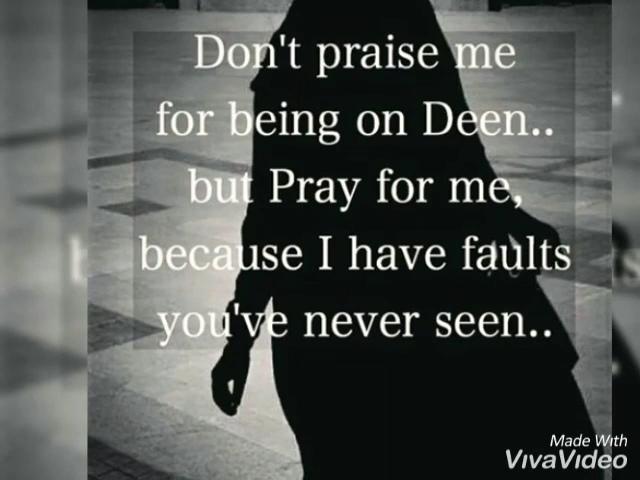 Don't praise me
for being on Deen..
but Pray for me,
because I have faults
you've never seen..
Made With
VivaVideo